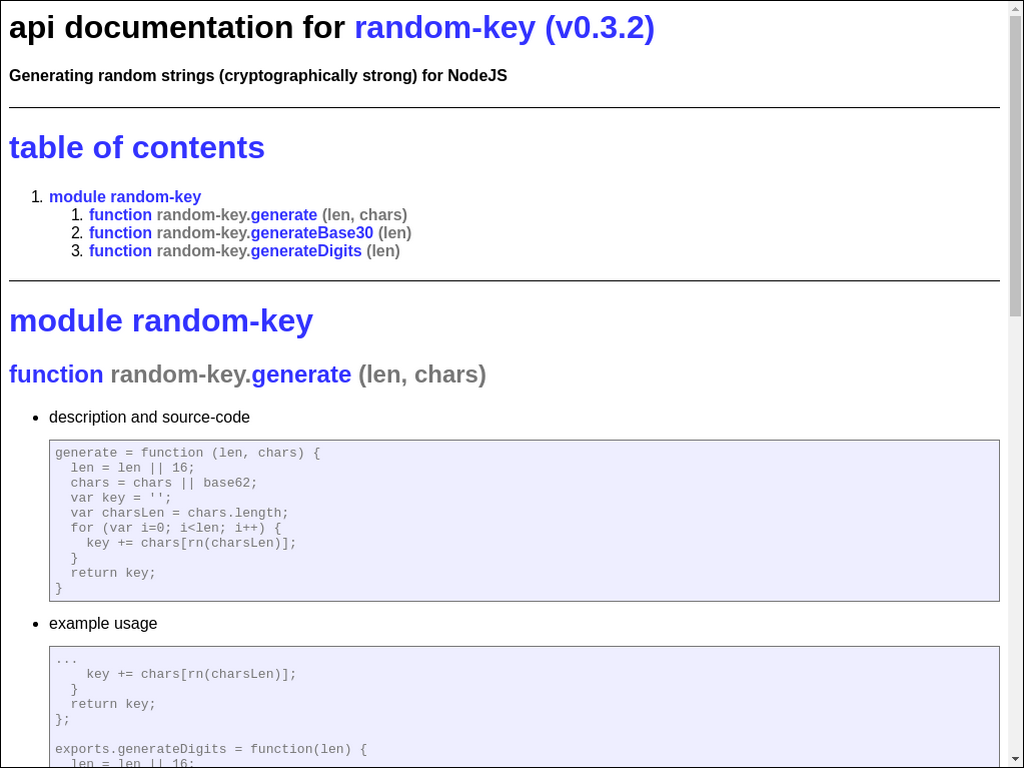 api documentation for random-key (v0.3.2)
Generating random strings (cryptographically strong) for NodeJS
table of contents
1. module random-key
1. function random-key.generate (len, chars)
2. function random-key.generateBase30 (len)
3. function random-key.generateDigits (len)
module random-key
function random-key.generate (len, chars)
• description and source-code
generate = function (len, chars) {
  len = len || 16;
  chars = chars || base62;
  var key = '';
  var charsLen = chars.length;
  for (var i=0; i<len; i++) {
    key += chars[rn(charsLen)];
  }
  return key;
}
• example usage
...
    key += chars[rn(charsLen)];
  }
  return key;
};

exports.generateDigits = function(len) {
  len = len || 16;